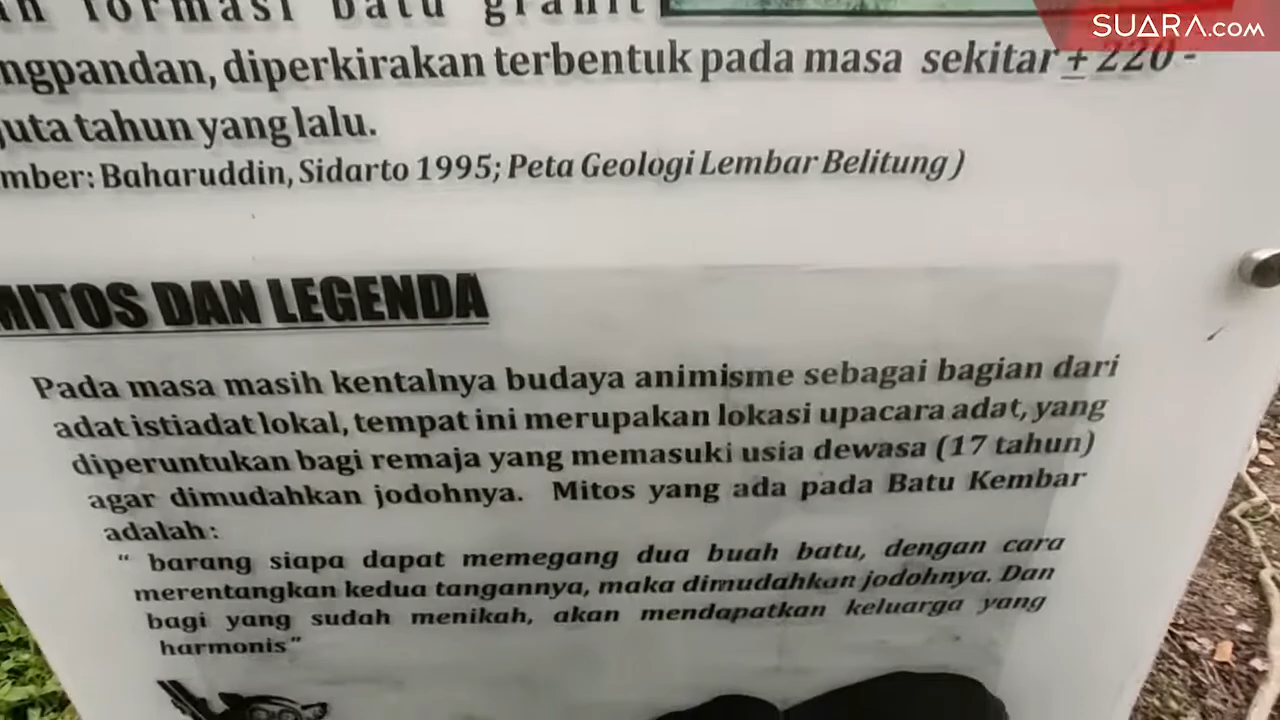 formasi batu granit
SUARA.com
ngpandan, diperkirakan terbentuk pada masa sekitar ± 220 -
juta tahun yang lalu.
mber: Baharuddin, Sidarto 1995; Peta Geologi Lembar Belitung )
MITOS DAN LEGENDA
Pada masa masih kentalnya budaya animisme sebagai bagian dari
adat istiadat lokal, tempat ini merupakan lokasi upacara adat, yang
diperuntukan bagi remaja yang memasuki usia dewasa (17 tahun)
agar dimudahkan jodohnya. Mitos yang ada pada Batu Kembar
adalah:
“ barang siapa dapat memegang dua buah batu, dengan cara
merentangkan kedua tangannya, maka dimudahkan jodohnya. Dan
bagi yang sudah menikah, akan mendapatkan keluarga yang
harmonis”